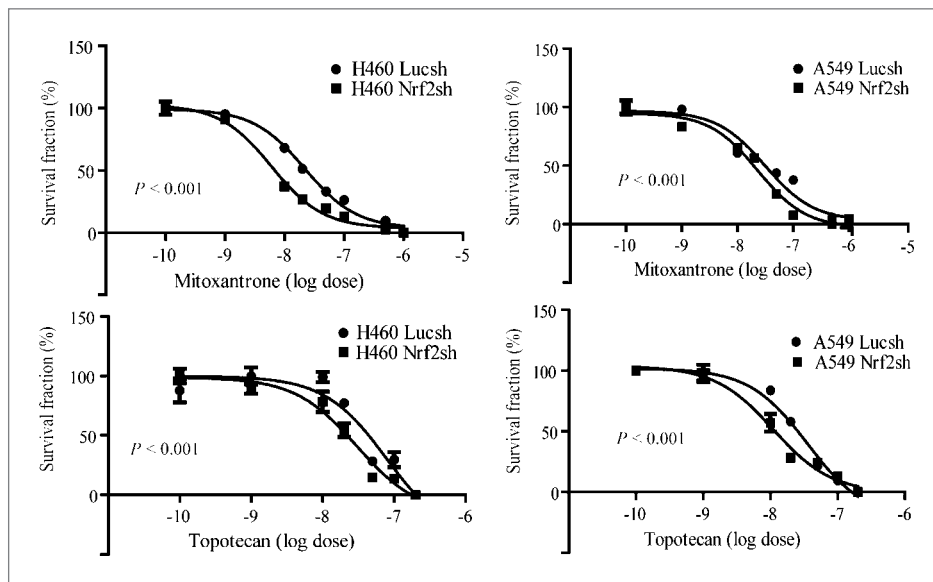 150
100
50
0
Survival fraction (%)
H460 Lucsh
H460 Nrf2sh
P < 0.001
-10 -9 -8 -7 -6 -5
Mitoxantrone (log dose)
150
100
50
0
Survival fraction (%)
A549 Lucsh
A549 Nrf2sh
P < 0.001
-10 -9 -8 -7 -6 -5
Mitoxantrone (log dose)
150
100
50
0
Survival fraction (%)
H460 Lucsh
H460 Nrf2sh
P < 0.001
-10 -9 -8 -7 -6
Topotecan (log dose)
150
100
50
0
Survival fraction (%)
A549 Lucsh
A549 Nrf2sh
P < 0.001
-10 -9 -8 -7 -6
Topotecan (log dose)